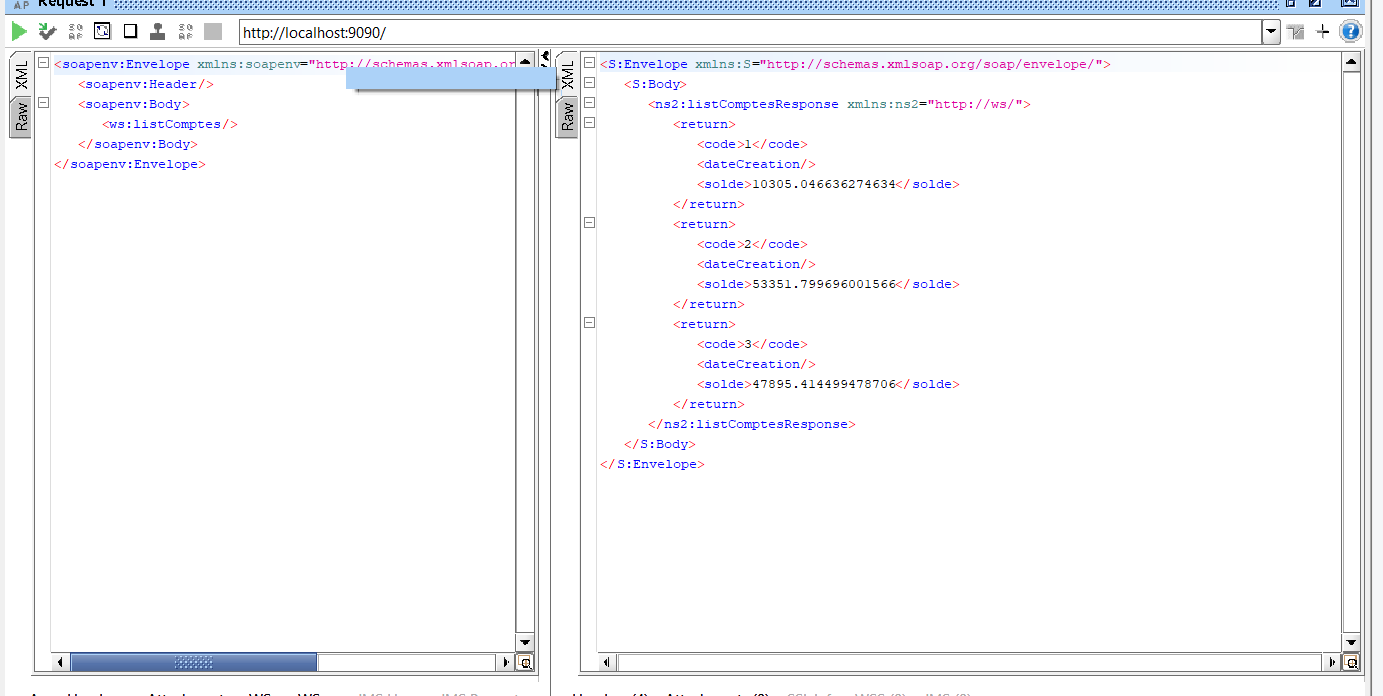 Request 1
http://localhost:9090/
XML
Raw
<soapenv:Envelope xmlns:soapenv="http://schemas.xmlsoap.or
<soapenv:Header/>
<soapenv:Body>
<ws:listComptes/>
</soapenv:Body>
</soapenv:Envelope>
XML
Raw
<S:Envelope xmlns:S="http://schemas.xmlsoap.org/soap/envelope/">
<S:Body>
<ns2:listComptesResponse xmlns:ns2="http://ws/">
<return>
<code>1</code>
<dateCreation/>
<solde>10305.046636274634</solde>
</return>
<return>
<code>2</code>
<dateCreation/>
<solde>53351.799696001566</solde>
</return>
<return>
<code>3</code>
<dateCreation/>
<solde>47895.414499478706</solde>
</return>
</ns2:listComptesResponse>
</S:Body>
</S:Envelope>